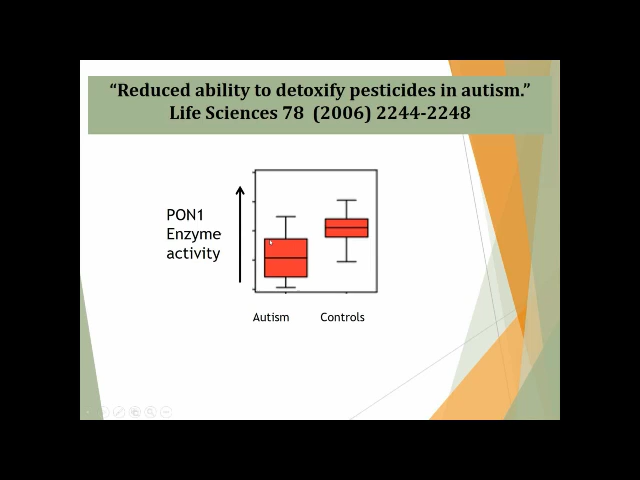 “Reduced ability to detoxify pesticides in autism.”
Life Sciences 78 (2006) 2244-2248
PON1
Enzyme
activity
Autism Controls